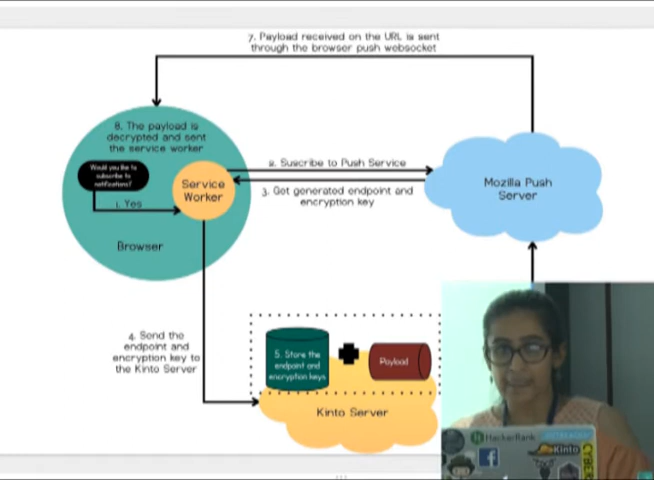 7. Payload received on the URL is sent
through the browser push websocket
8. The payload is
decrypted and sent
the service worker
Would you like to
subscribe to
notifications?
1. Yes
Service
Worker
Browser
2. Suscribe to Push Service
3. Get generated endpoint and
encryption key
Mozilla Push
Server
4. Send the
endpoint and
encryption key to
the Kinto Server
5. Store the
endpoint and
encryption keys
Payload
Kinto Server
HackerRank
Kinto
CYBER